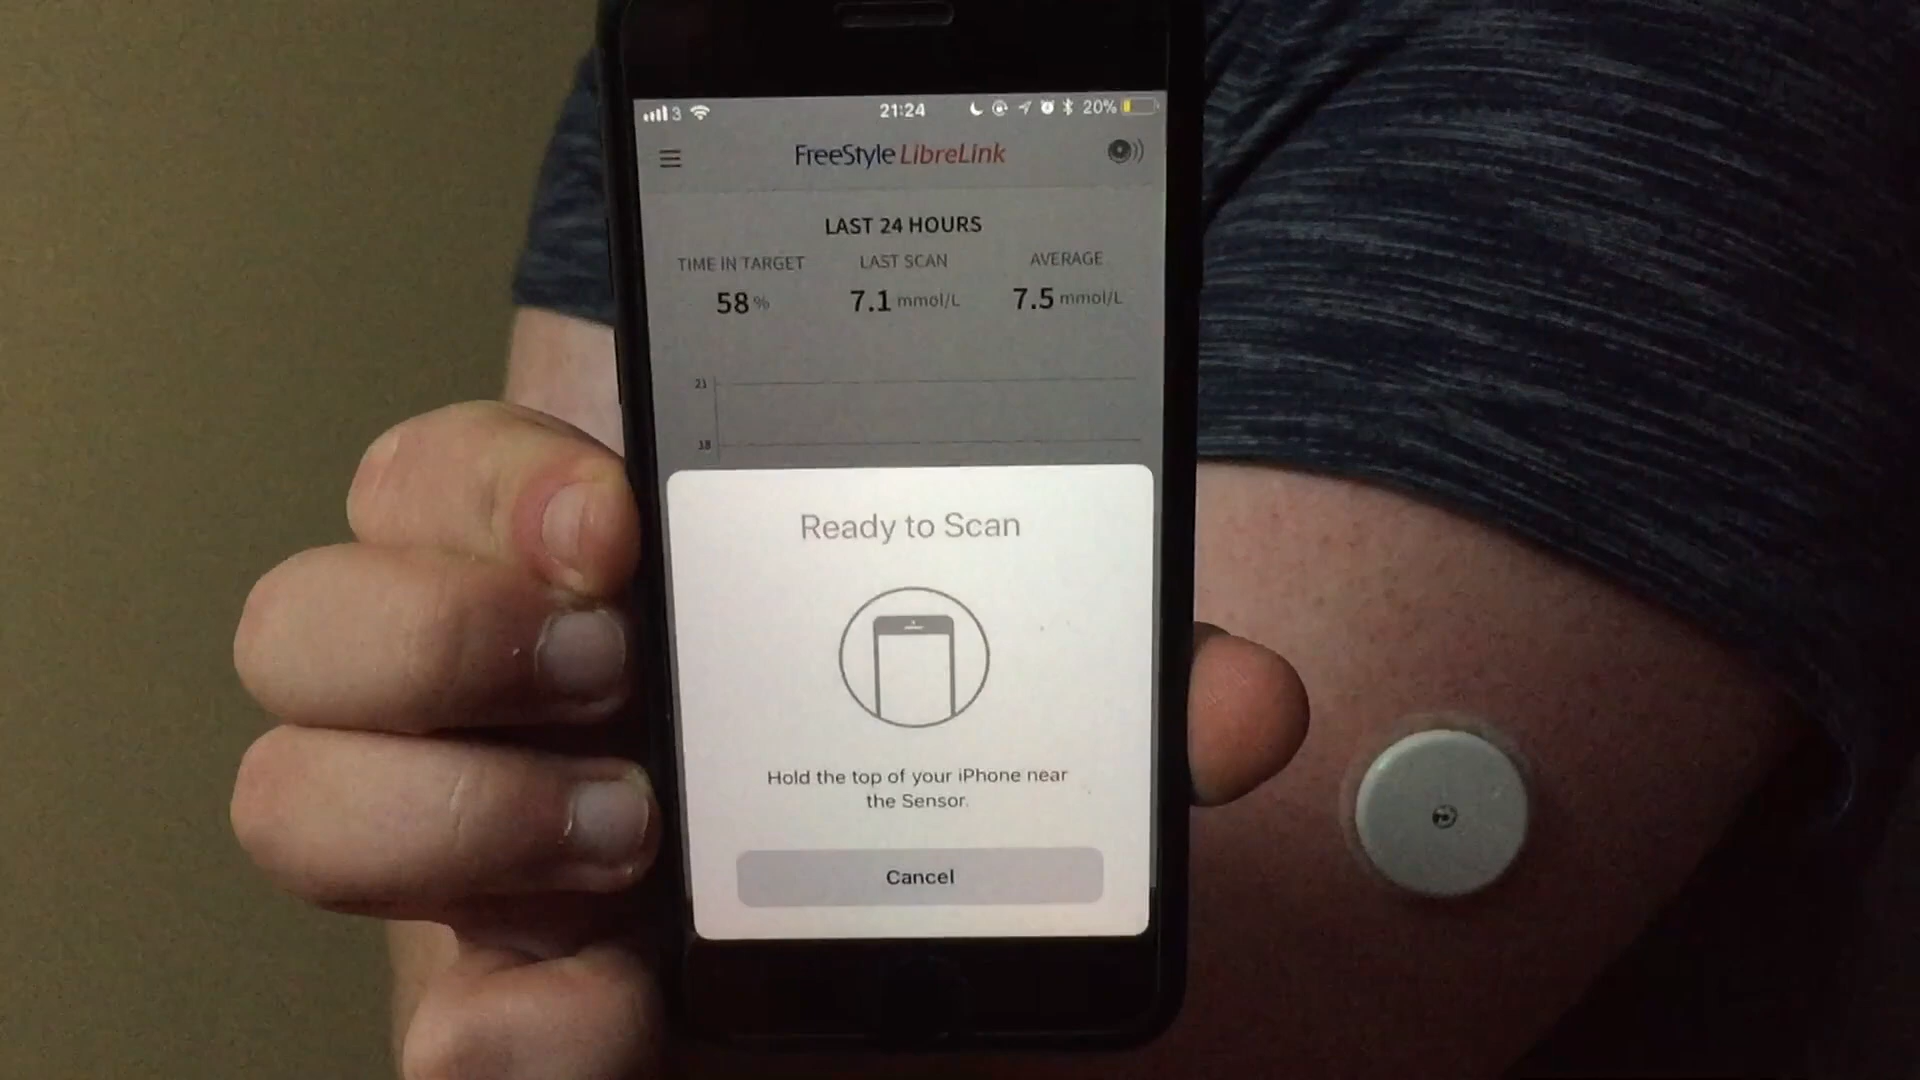 3 21:24 20%
FreeStyle LibreLink
LAST 24 HOURS
TIME IN TARGET LAST SCAN AVERAGE
58 % 7.1 mmol/L 7.5 mmol/L
21
18
Ready to Scan
Hold the top of your iPhone near
the Sensor.
Cancel